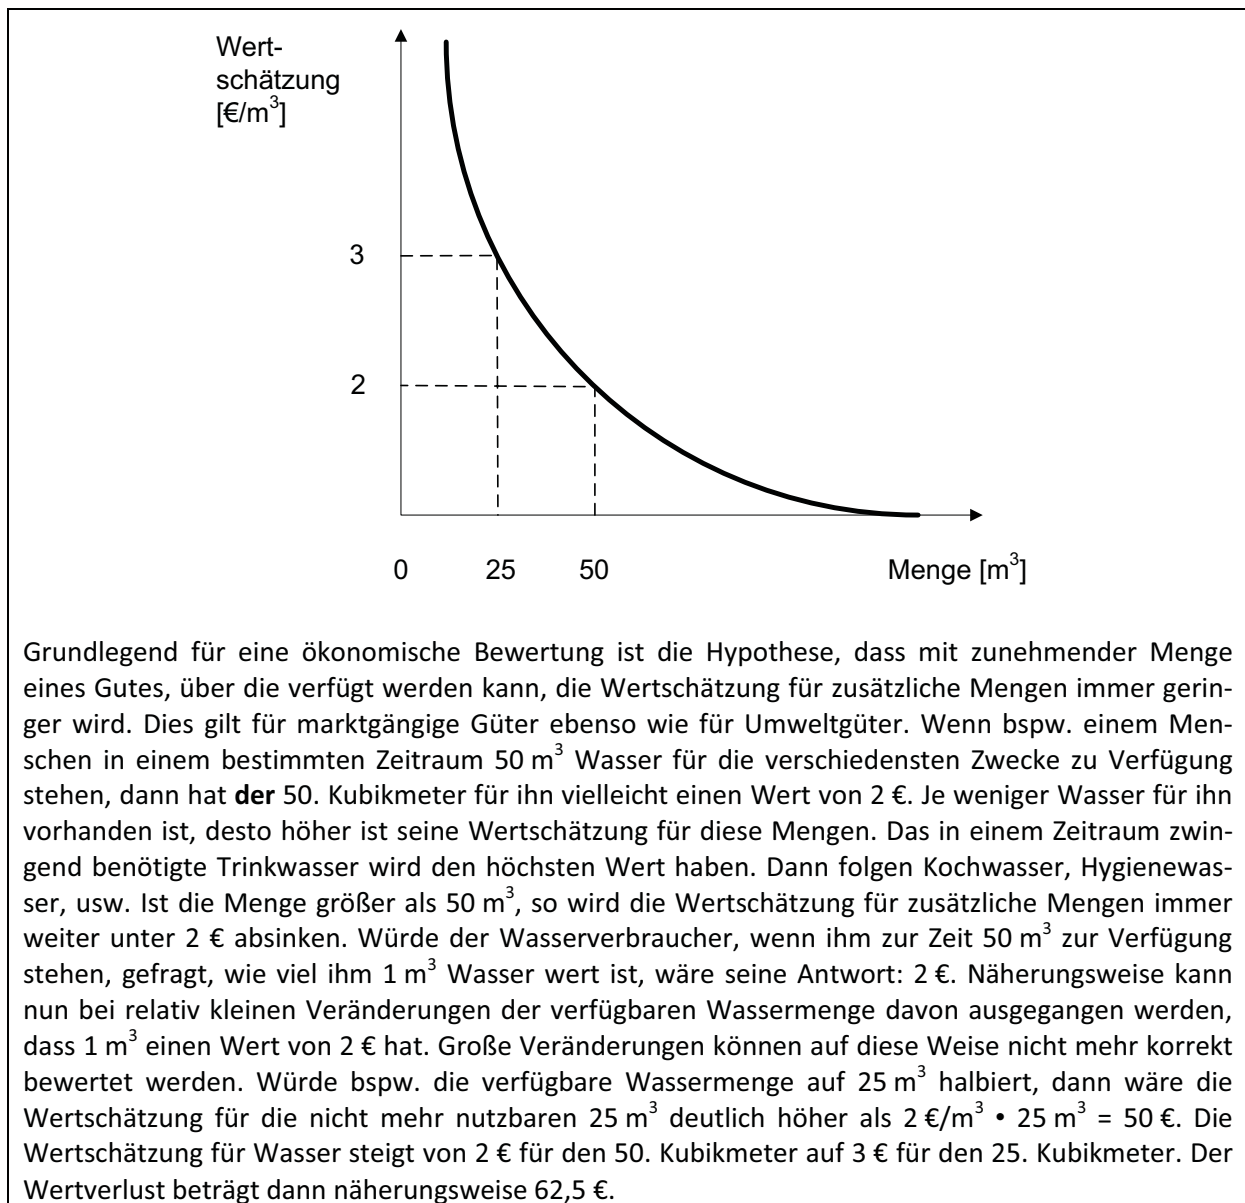 Wert-
schätzung
[€/m³]
3
2
0 25 50 Menge [m³]
Grundlegend für eine ökonomische Bewertung ist die Hypothese, dass mit zunehmender Menge
eines Gutes, über die verfügt werden kann, die Wertschätzung für zusätzliche Mengen immer gerin-
ger wird. Dies gilt für marktgängige Güter ebenso wie für Umweltgüter. Wenn bspw. einem Men-
schen in einem bestimmten Zeitraum 50 m³ Wasser für die verschiedensten Zwecke zu Verfügung
stehen, dann hat der 50. Kubikmeter für ihn vielleicht einen Wert von 2 €. Je weniger Wasser für ihn
vorhanden ist, desto höher ist seine Wertschätzung für diese Mengen. Das in einem Zeitraum zwin-
gend benötigte Trinkwasser wird den höchsten Wert haben. Dann folgen Kochwasser, Hygienewas-
ser, usw. Ist die Menge größer als 50 m³, so wird die Wertschätzung für zusätzliche Mengen immer
weiter unter 2 € absinken. Würde der Wasserverbraucher, wenn ihm zur Zeit 50 m³ zur Verfügung
stehen, gefragt, wie viel ihm 1 m³ Wasser wert ist, wäre seine Antwort: 2 €. Näherungsweise kann
nun bei relativ kleinen Veränderungen der verfügbaren Wassermenge davon ausgegangen werden,
dass 1 m³ einen Wert von 2 € hat. Große Veränderungen können auf diese Weise nicht mehr korrekt
bewertet werden. Würde bspw. die verfügbare Wassermenge auf 25 m³ halbiert, dann wäre die
Wertschätzung für die nicht mehr nutzbaren 25 m³ deutlich höher als 2 €/m³ • 25 m³ = 50 €. Die
Wertschätzung für Wasser steigt von 2 € für den 50. Kubikmeter auf 3 € für den 25. Kubikmeter. Der
Wertverlust beträgt dann näherungsweise 62,5 €.